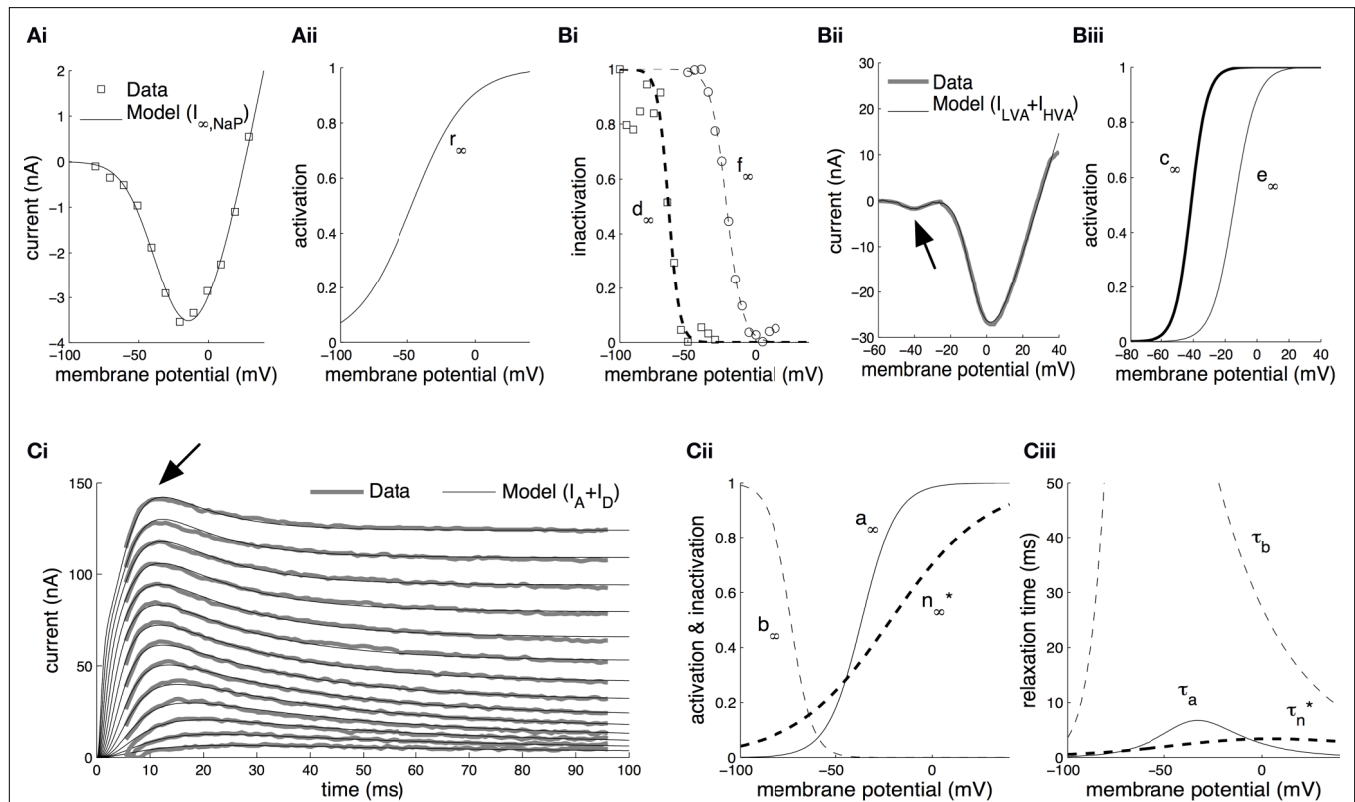 Ai
Aii
Bi
Bii
Biii
2
1
0
−1
−2
−3
−4
current (nA)
Data
Model (I∞,NaP)
−100
−50
0
membrane potential (mV)
1
0.8
0.6
0.4
0.2
0
activation
r∞
−100
−50
0
membrane potential (mV)
1
0.8
0.6
0.4
0.2
0
inactivation
d∞
f∞
−100
−50
0
membrane potential (mV)
30
20
10
0
−10
−20
−30
current (nA)
Data
Model (ILVA+IHVA)
−60
−40
−20
0
20
40
membrane potential (mV)
1
0.8
0.6
0.4
0.2
0
activation
c∞
e∞
−80
−60
−40
−20
0
20
40
membrane potential (mV)
Ci
Cii
Ciii
150
100
50
0
current (nA)
Data
Model (IA+ID)
0
10
20
30
40
50
60
70
80
90
100
time (ms)
1
0.8
0.6
0.4
0.2
0
activation & inactivation
a∞
n∞*
b∞
−100
−50
0
membrane potential (mV)
50
40
30
20
10
0
relaxation time (ms)
τb
τa
τn*
−100
−50
0
membrane potential (mV)